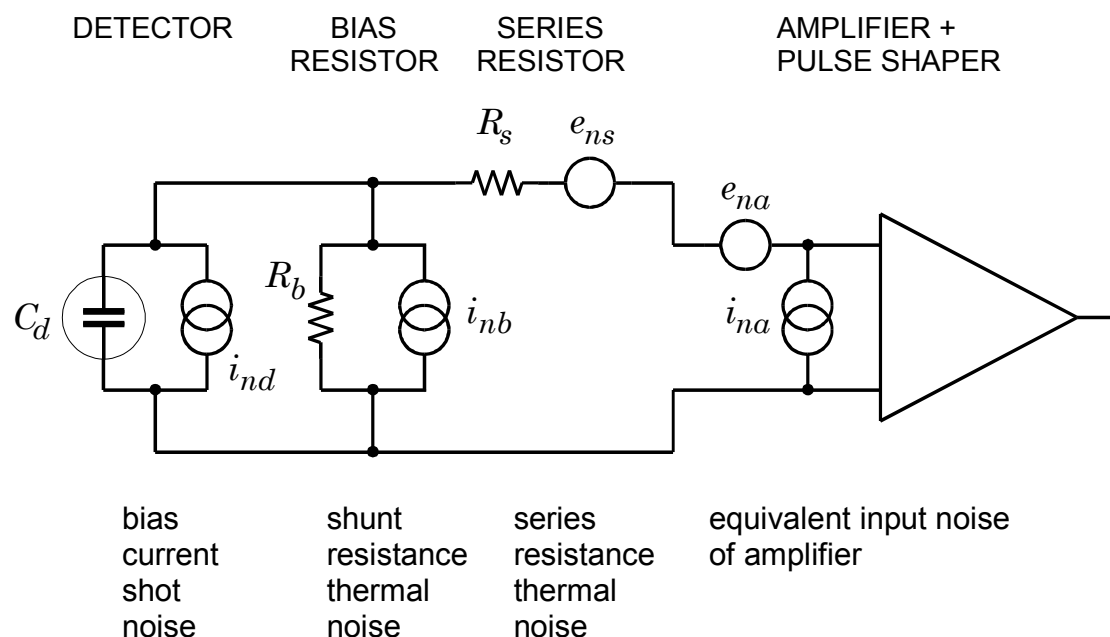 DETECTOR
BIAS
RESISTOR
SERIES
RESISTOR
AMPLIFIER +
PULSE SHAPER
R_s
e_ns
e_na
C_d
i_nd
R_b
i_nb
i_na
bias
current
shot
noise
shunt
resistance
thermal
noise
series
resistance
thermal
noise
equivalent input noise
of amplifier